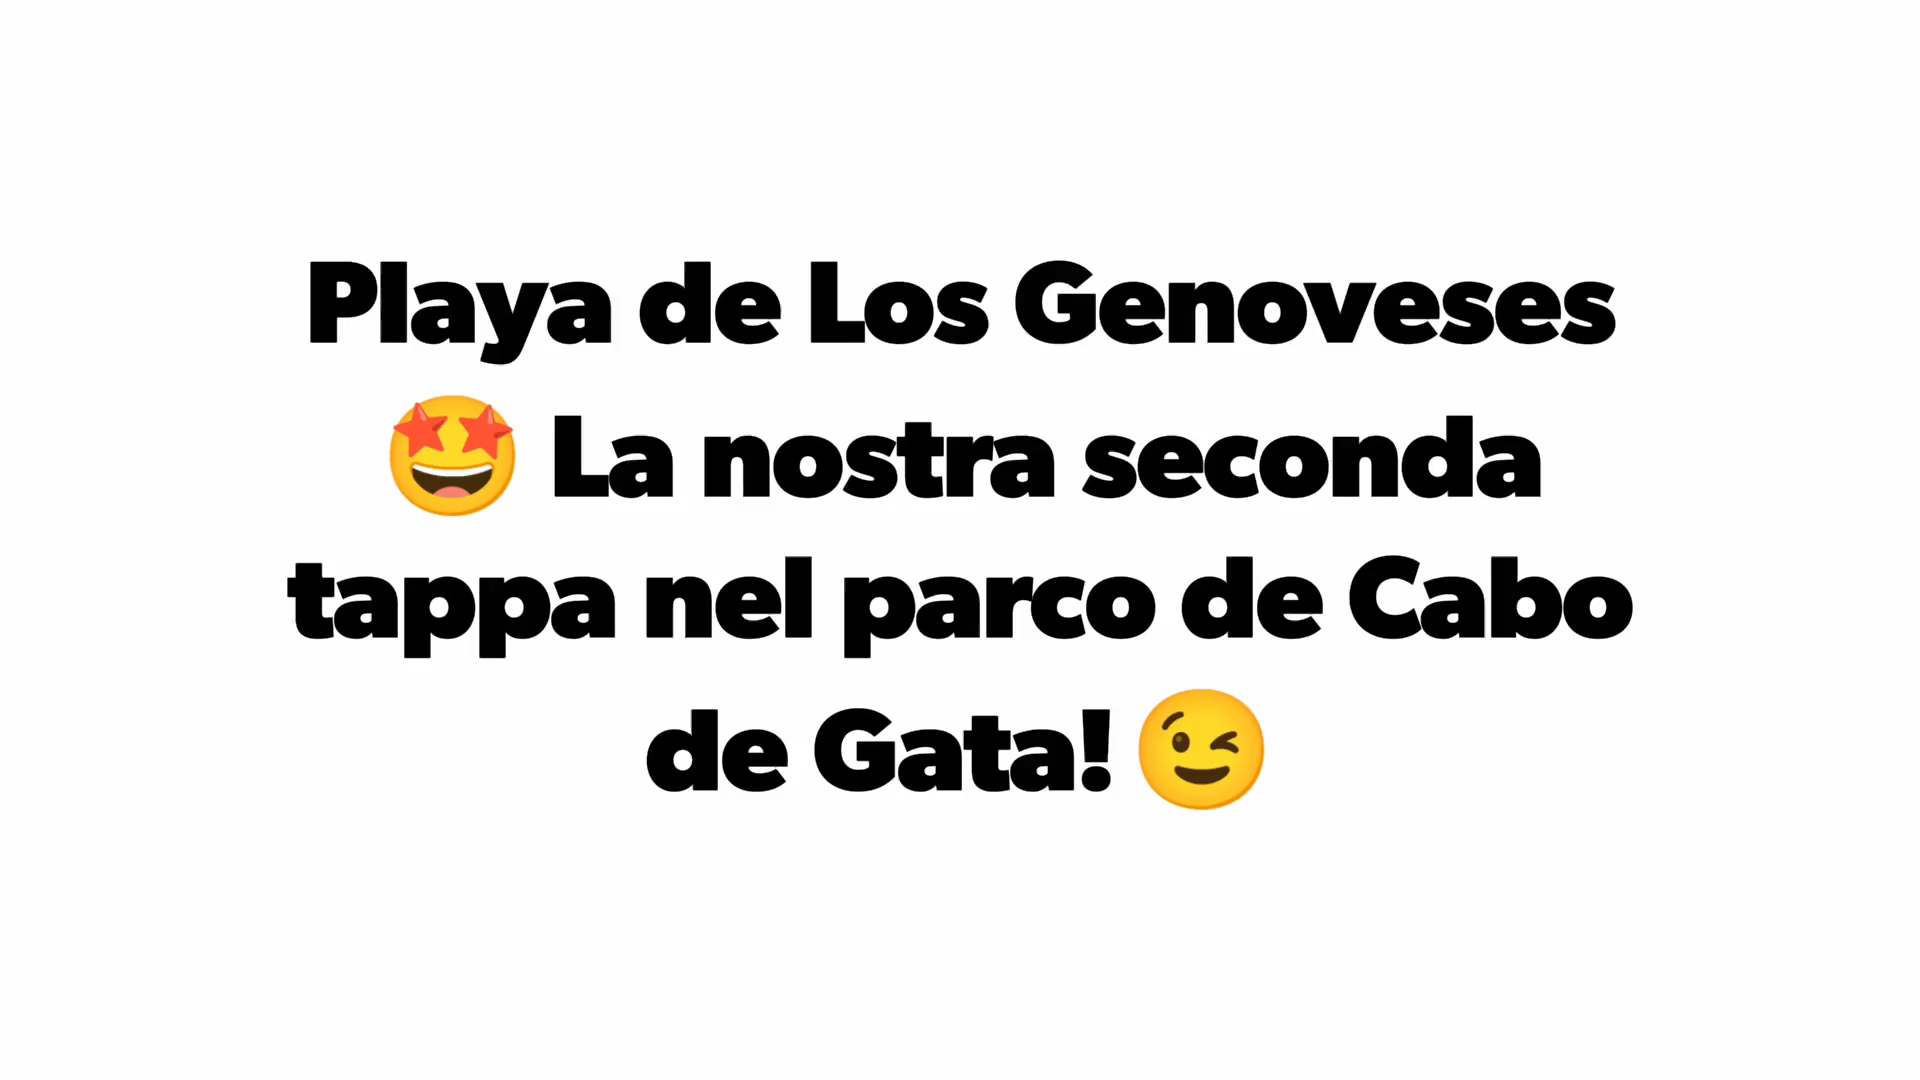 Playa de Los Genoveses
🤩 La nostra seconda
tappa nel parco de Cabo
de Gata! 😉